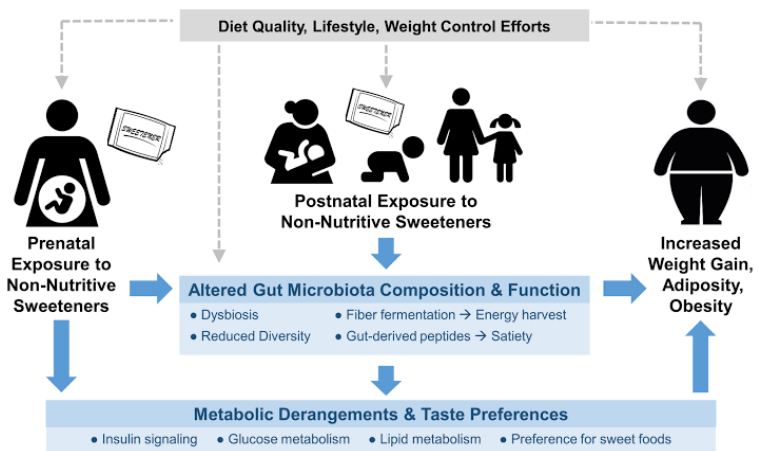 Diet Quality, Lifestyle, Weight Control Efforts
SWEETENER
SWEETENER
Prenatal
Exposure to
Non-Nutritive
Sweeteners
Postnatal Exposure to
Non-Nutritive Sweeteners
Increased
Weight Gain,
Adiposity,
Obesity
Altered Gut Microbiota Composition & Function
● Dysbiosis ● Fiber fermentation → Energy harvest
● Reduced Diversity ● Gut-derived peptides → Satiety
Metabolic Derangements & Taste Preferences
● Insulin signaling ● Glucose metabolism ● Lipid metabolism ● Preference for sweet foods